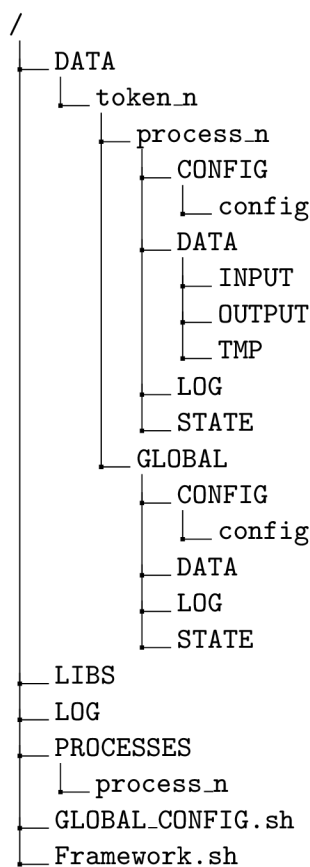 /
DATA
token_n
process_n
CONFIG
config
DATA
INPUT
OUTPUT
TMP
LOG
STATE
GLOBAL
CONFIG
config
DATA
LOG
STATE
LIBS
LOG
PROCESSES
process_n
GLOBAL_CONFIG.sh
Framework.sh